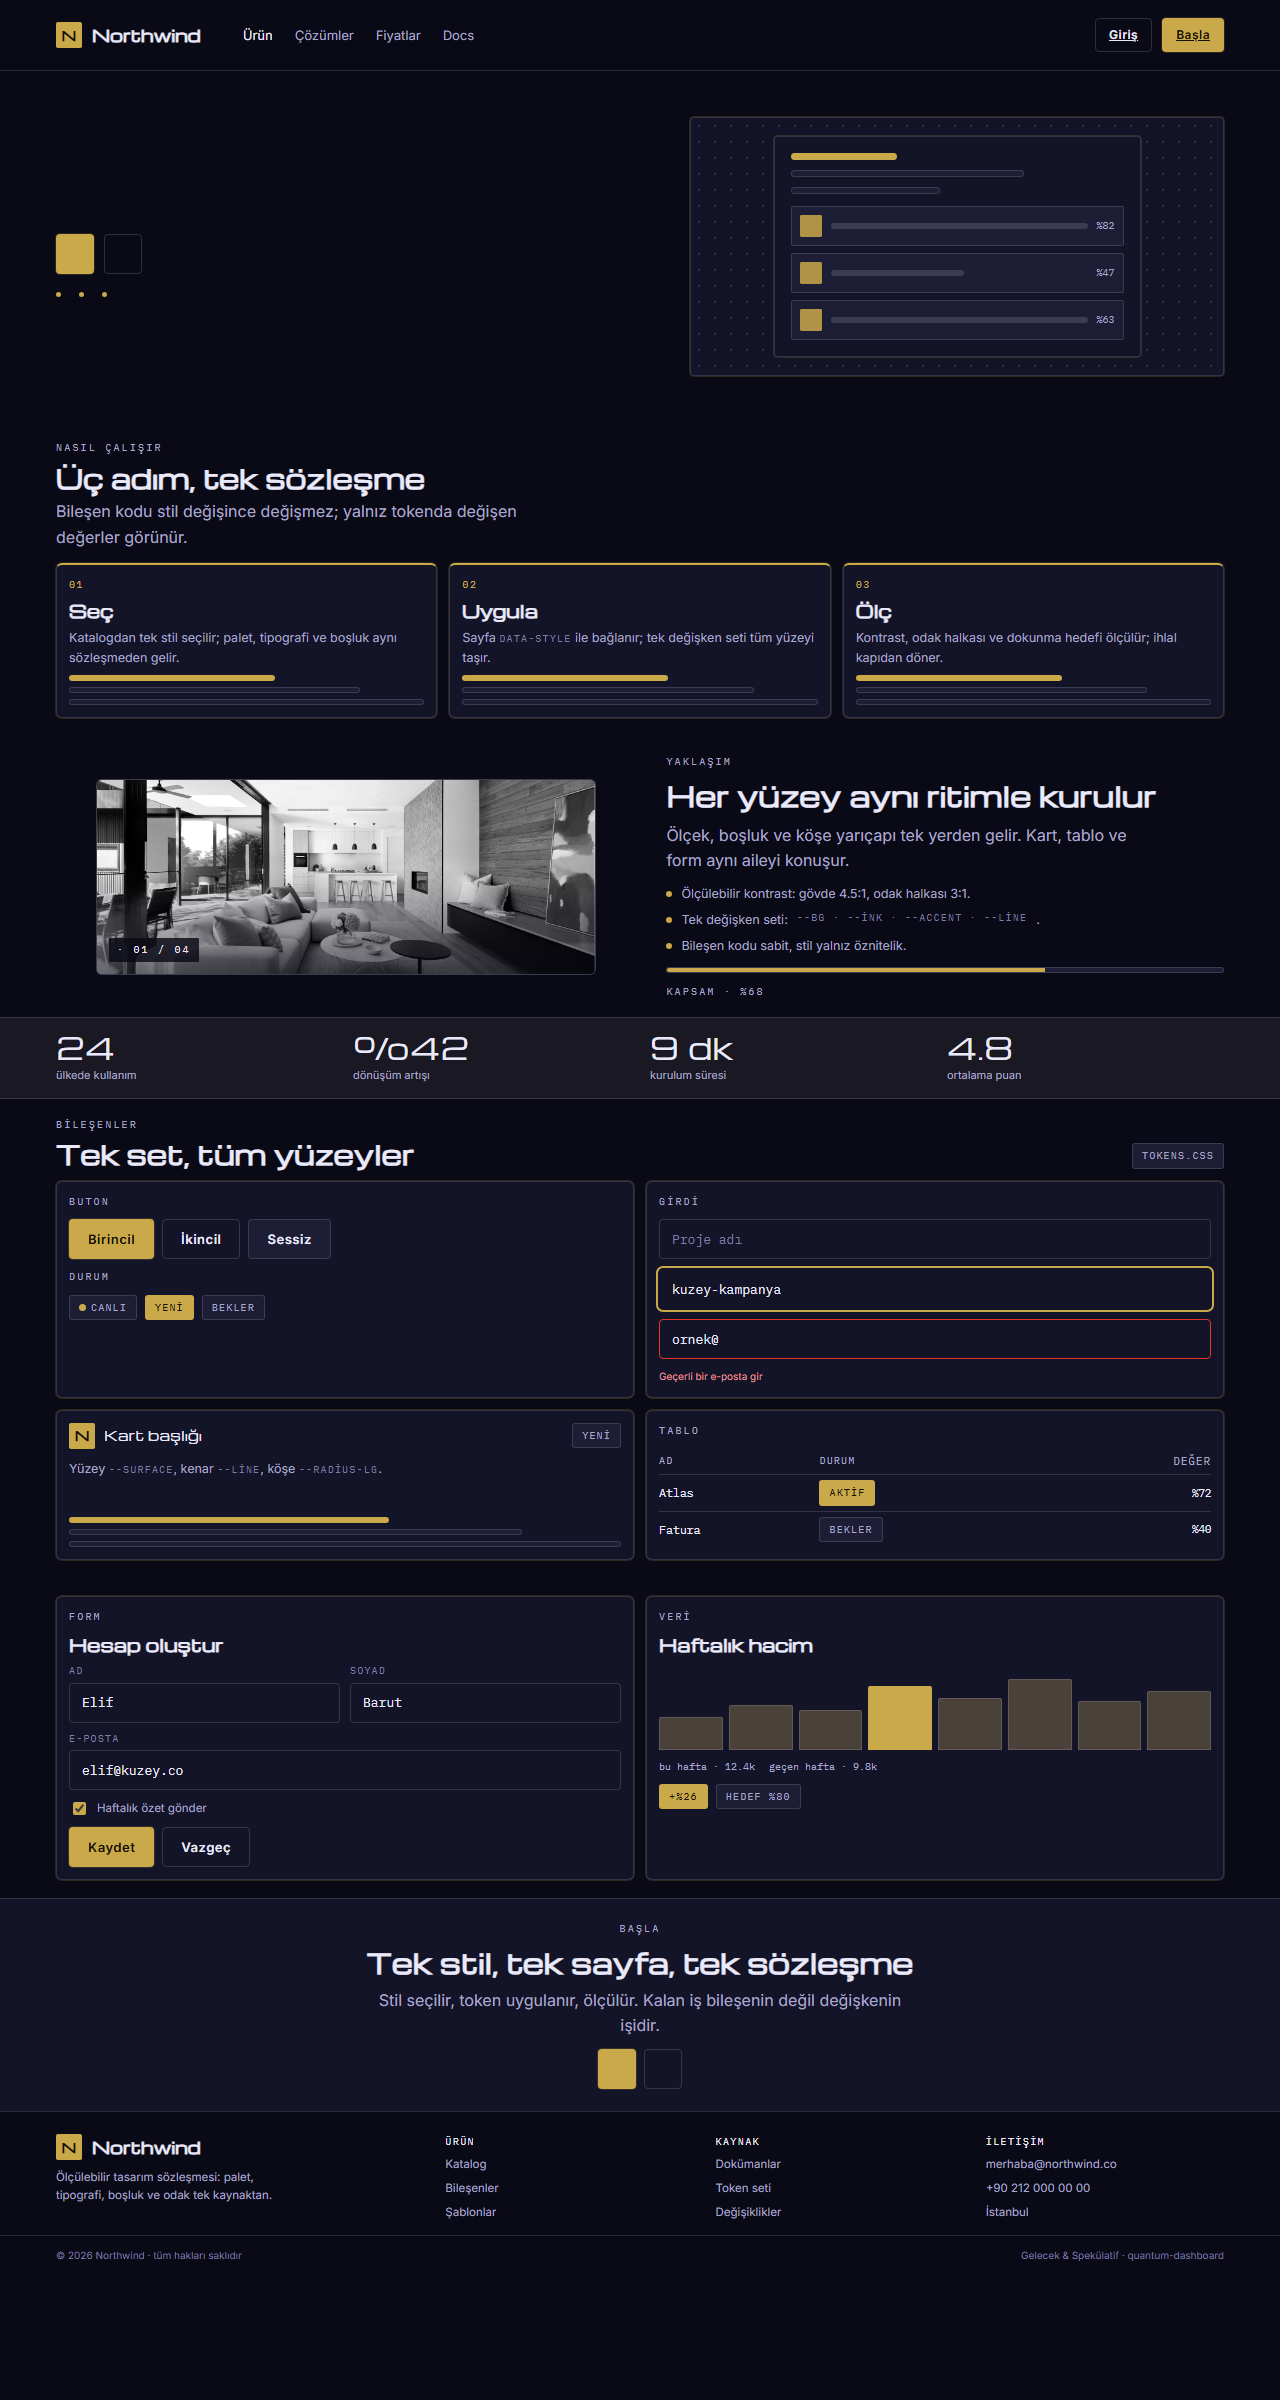 N Northwind Ürün Çözümler Fiyatlar Docs Giriş Başla
%82
%47
%63
NASIL ÇALIŞIR
Üç adım, tek sözleşme
Bileşen kodu stil değişince değişmez; yalnız tokenda değişen
değerler görünür.
01
Seç
Katalogdan tek stil seçilir; palet, tipografi ve boşluk aynı
sözleşmeden gelir.
02
Uygula
Sayfa DATA-STYLE ile bağlanır; tek değişken seti tüm yüzeyi
taşır.
03
Ölç
Kontrast, odak halkası ve dokunma hedefi ölçülür; ihlal
kapıdan döner.
· 01 / 04
YAKLAŞIM
Her yüzey aynı ritimle kurulur
Ölçek, boşluk ve köşe yarıçapı tek yerden gelir. Kart, tablo ve
form aynı aileyi konuşur.
Ölçülebilir kontrast: gövde 4.5:1, odak halkası 3:1.
Tek değişken seti: --BG · --İNK · --ACCENT · --LİNE .
Bileşen kodu sabit, stil yalnız öznitelik.
KAPSAM · %68
24
ülkede kullanım
%42
dönüşüm artışı
9 dk
kurulum süresi
4.8
ortalama puan
BİLEŞENLER
Tek set, tüm yüzeyler
TOKENS.CSS
BUTON
Birincil İkincil Sessiz
DURUM
CANLI YENİ BEKLER
GİRDİ
Proje adı
kuzey-kampanya
ornek@
Geçerli bir e-posta gir
N Kart başlığı YENİ
Yüzey --SURFACE, kenar --LİNE, köşe --RADİUS-LG.
TABLO
AD DURUM DEĞER
Atlas AKTİF %72
Fatura BEKLER %40
FORM
Hesap oluştur
AD SOYAD
Elif Barut
E-POSTA
elif@kuzey.co
Haftalık özet gönder
Kaydet Vazgeç
VERİ
Haftalık hacim
bu hafta · 12.4k geçen hafta · 9.8k
+%26 HEDEF %80
BAŞLA
Tek stil, tek sayfa, tek sözleşme
Stil seçilir, token uygulanır, ölçülür. Kalan iş bileşenin değil değişkenin
işidir.
N Northwind
Ölçülebilir tasarım sözleşmesi: palet,
tipografi, boşluk ve odak tek kaynaktan.
ÜRÜN
Katalog
Bileşenler
Şablonlar
KAYNAK
Dokümanlar
Token seti
Değişiklikler
İLETİŞİM
merhaba@northwind.co
+90 212 000 00 00
İstanbul
© 2026 Northwind · tüm hakları saklıdır
Gelecek & Spekülatif · quantum-dashboard